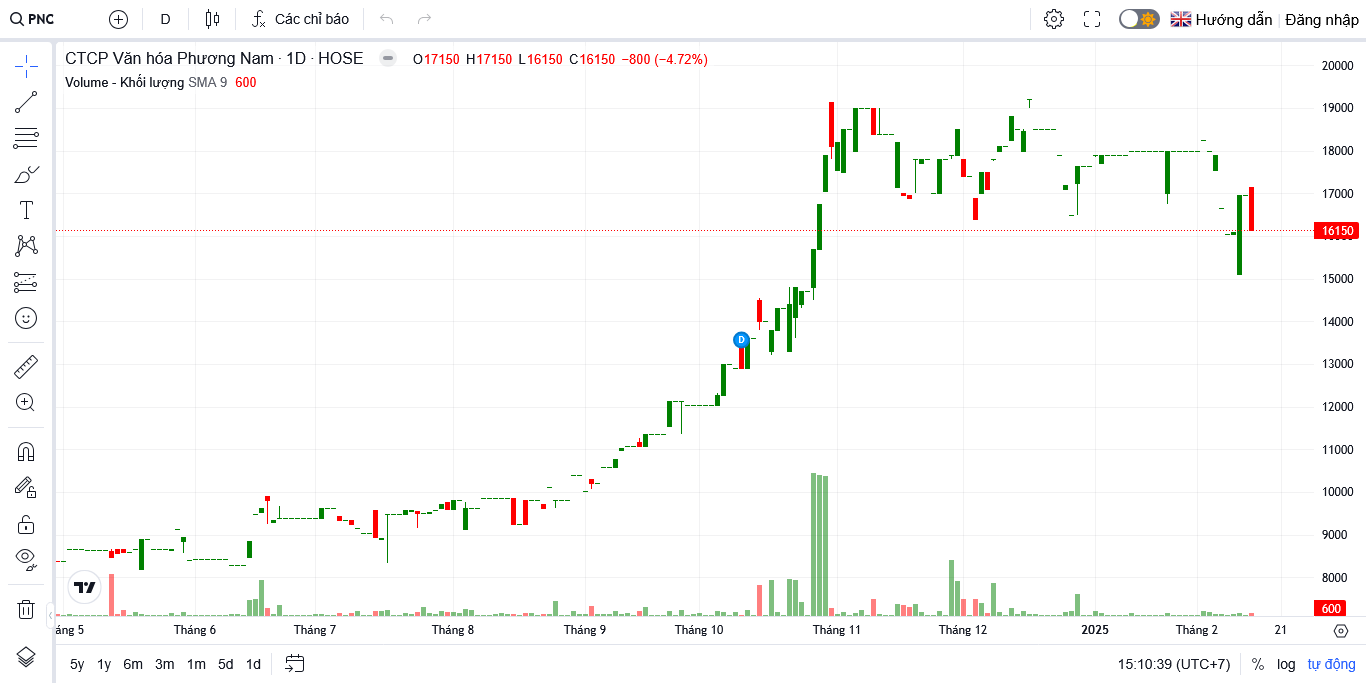 PNC D Các chỉ báo Hướng dẫn Đăng nhập
CTCP Văn hóa Phương Nam · 1D · HOSE O17150 H17150 L16150 C16150 −800 (−4.72%)
Volume - Khối lượng SMA 9 600
20000
19000
18000
17000
16150
16000
15000
14000
D
13000
12000
11000
10000
9000
8000
600
áng 5 Tháng 6 Tháng 7 Tháng 8 Tháng 9 Tháng 10 Tháng 11 Tháng 12 2025 Tháng 2 21
5y 1y 6m 3m 1m 5d 1d 15:10:39 (UTC+7) % log tự động